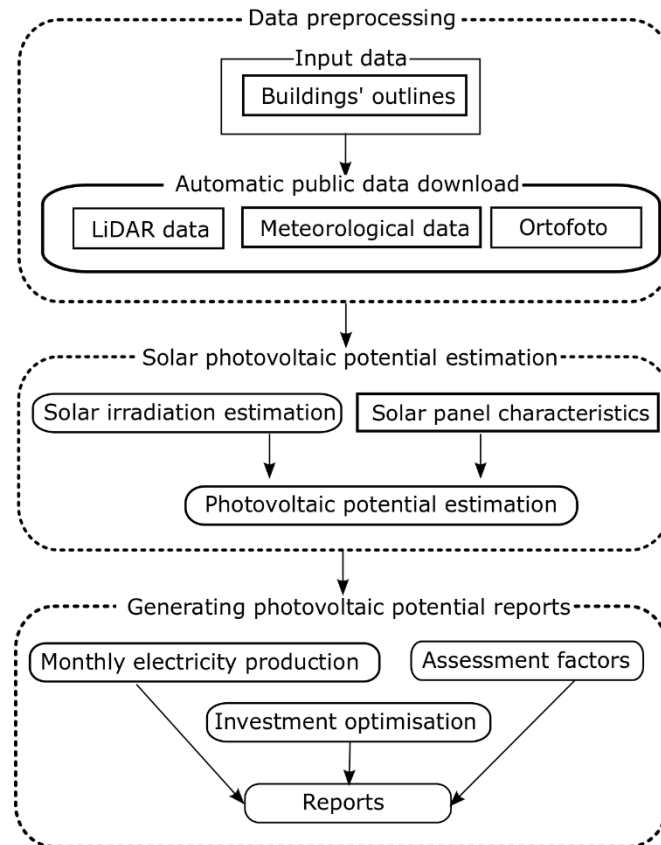 Data preprocessing
Input data
Buildings' outlines
Automatic public data download
LiDAR data
Meteorological data
Ortofoto
Solar photovoltaic potential estimation
Solar irradiation estimation
Solar panel characteristics
Photovoltaic potential estimation
Generating photovoltaic potential reports
Monthly electricity production
Assessment factors
Investment optimisation
Reports